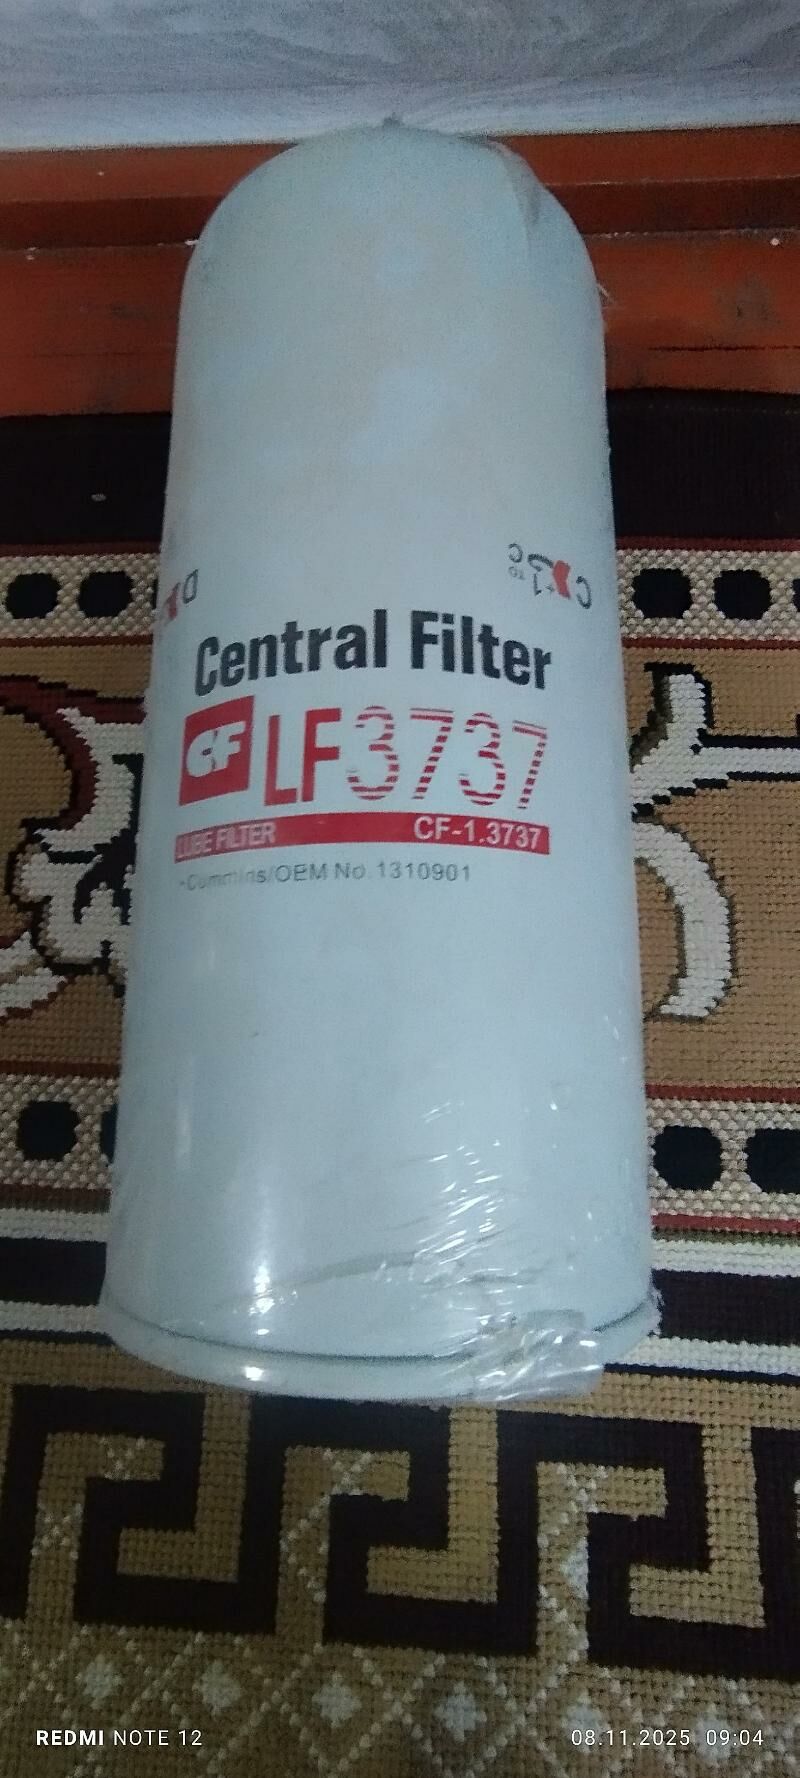 Central Filter
CF LF3737
LUBE FILTER CF-1.3737
Cummins/OEM No.1310901
REDMI NOTE 12
08.11.2025 09:04